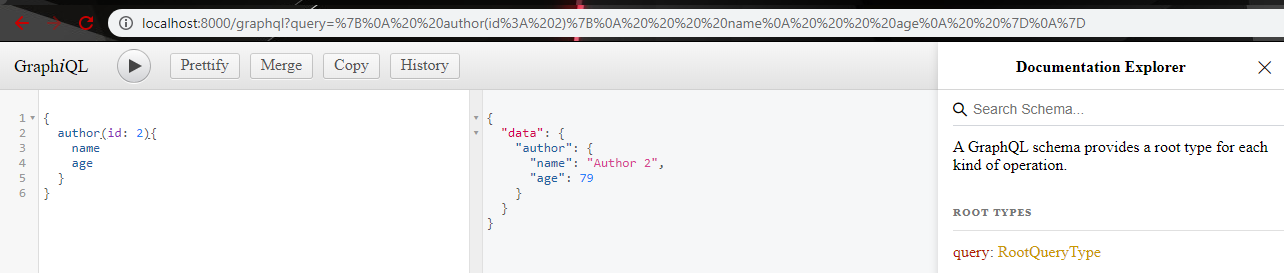 localhost:8000/graphql?query=%7B%0A%20%20author(id%3A%202)%7B%0A%20%20%20%20name%0A%20%20%20%20age%0A%20%20%7D%0A%7D
GraphiQL
Prettify
Merge
Copy
History
Documentation Explorer
1 {
2 author(id: 2){
3 name
4 age
5 }
6 }
{
"data": {
"author": {
"name": "Author 2",
"age": 79
}
}
}
Search Schema...
A GraphQL schema provides a root type for each
kind of operation.
ROOT TYPES
query: RootQueryType